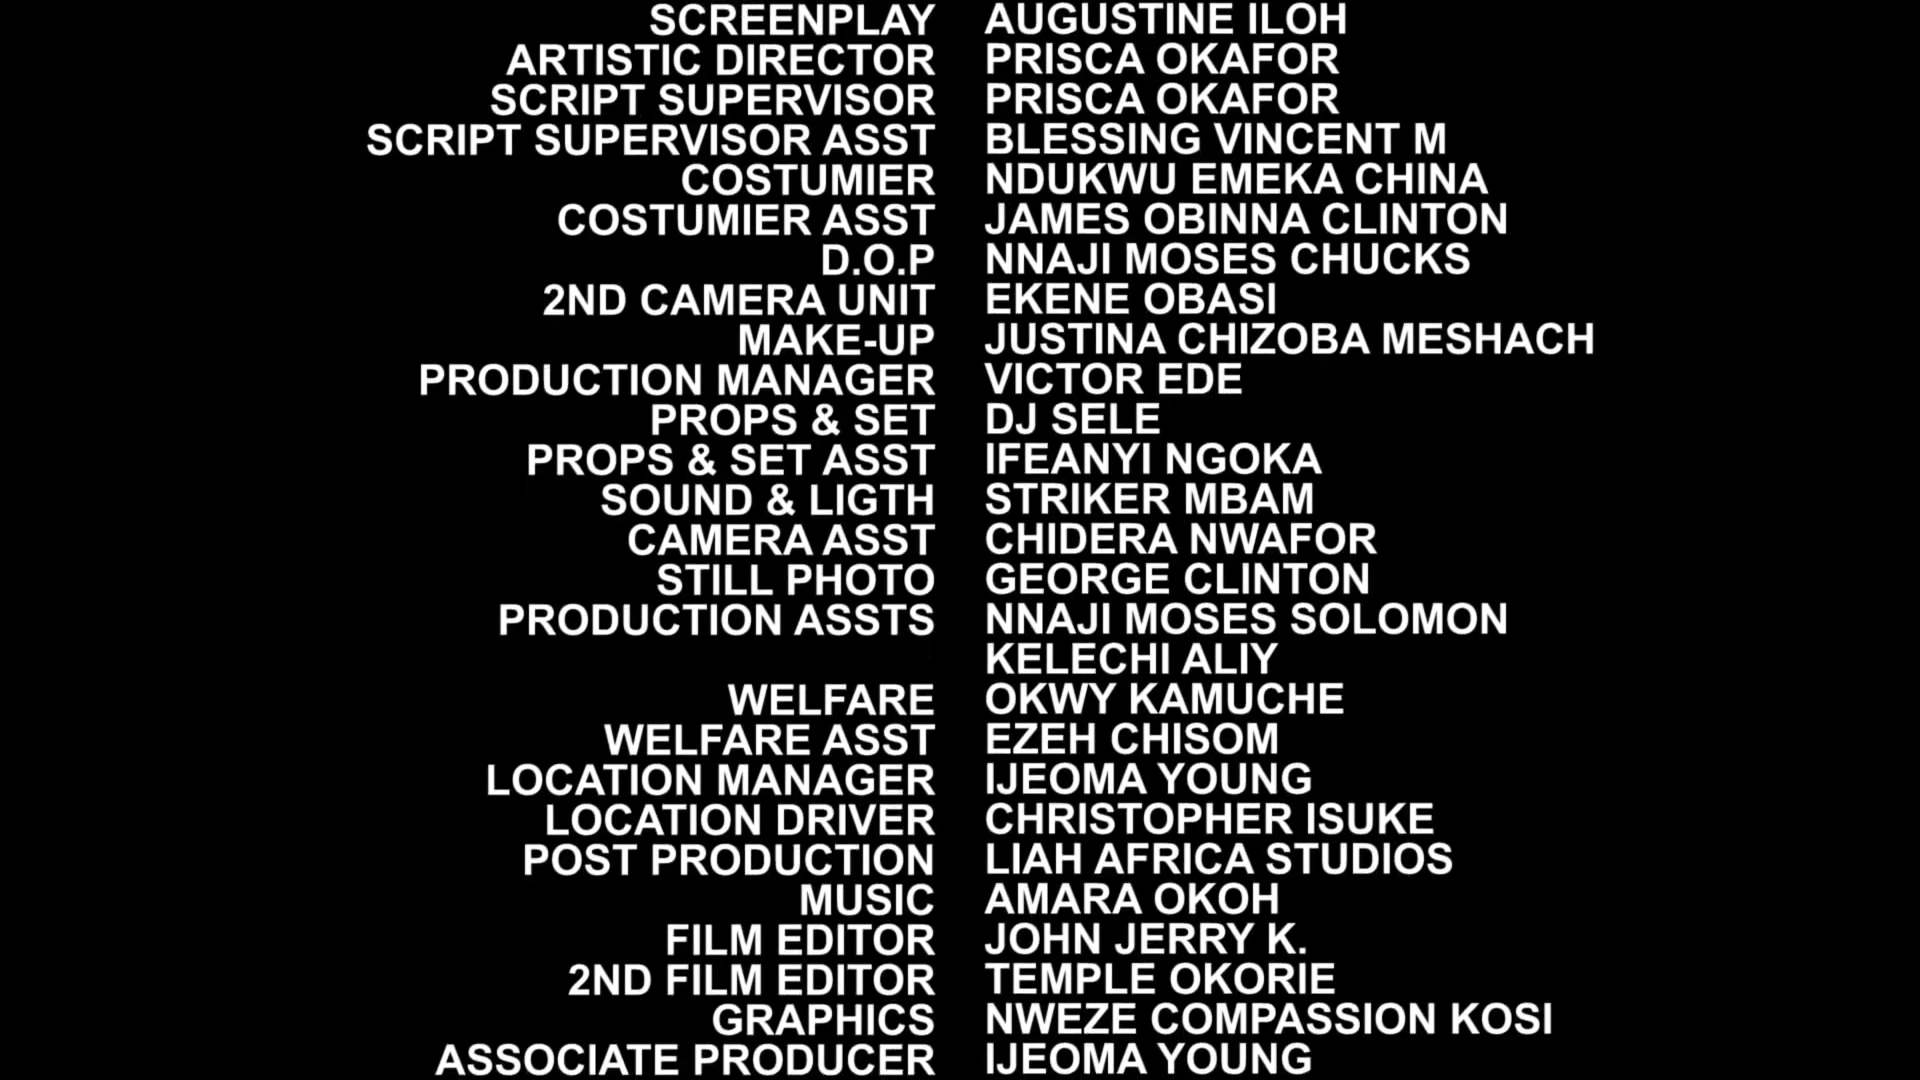 SCREENPLAY AUGUSTINE ILOH
ARTISTIC DIRECTOR PRISCA OKAFOR
SCRIPT SUPERVISOR PRISCA OKAFOR
SCRIPT SUPERVISOR ASST BLESSING VINCENT M
COSTUMIER NDUKWU EMEKA CHINA
COSTUMIER ASST JAMES OBINNA CLINTON
D.O.P NNAJI MOSES CHUCKS
2ND CAMERA UNIT EKENE OBASI
MAKE-UP JUSTINA CHIZOBA MESHACH
PRODUCTION MANAGER VICTOR EDE
PROPS & SET DJ SELE
PROPS & SET ASST IFEANYI NGOKA
SOUND & LIGTH STRIKER MBAM
CAMERA ASST CHIDERA NWAFOR
STILL PHOTO GEORGE CLINTON
PRODUCTION ASSTS NNAJI MOSES SOLOMON
KELECHI ALIY
WELFARE OKWY KAMUCHE
WELFARE ASST EZEH CHISOM
LOCATION MANAGER IJEOMA YOUNG
LOCATION DRIVER CHRISTOPHER ISUKE
POST PRODUCTION LIAH AFRICA STUDIOS
MUSIC AMARA OKOH
FILM EDITOR JOHN JERRY K.
2ND FILM EDITOR TEMPLE OKORIE
GRAPHICS NWEZE COMPASSION KOSI
ASSOCIATE PRODUCER IJEOMA YOUNG